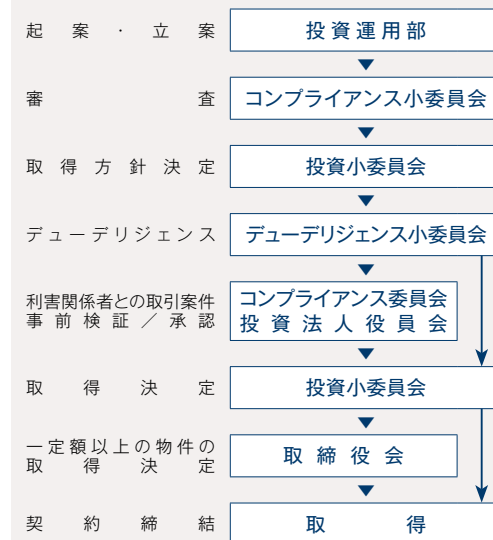 起案・立案
投資運用部
審査
コンプライアンス小委員会
取得方針決定
投資小委員会
デューデリジェンス
デューデリジェンス小委員会
利害関係者との取引案件
事前検証／承認
コンプライアンス委員会
投資法人役員会
取得決定
投資小委員会
一定額以上の物件の
取得決定
取締役会
契約締結
取得